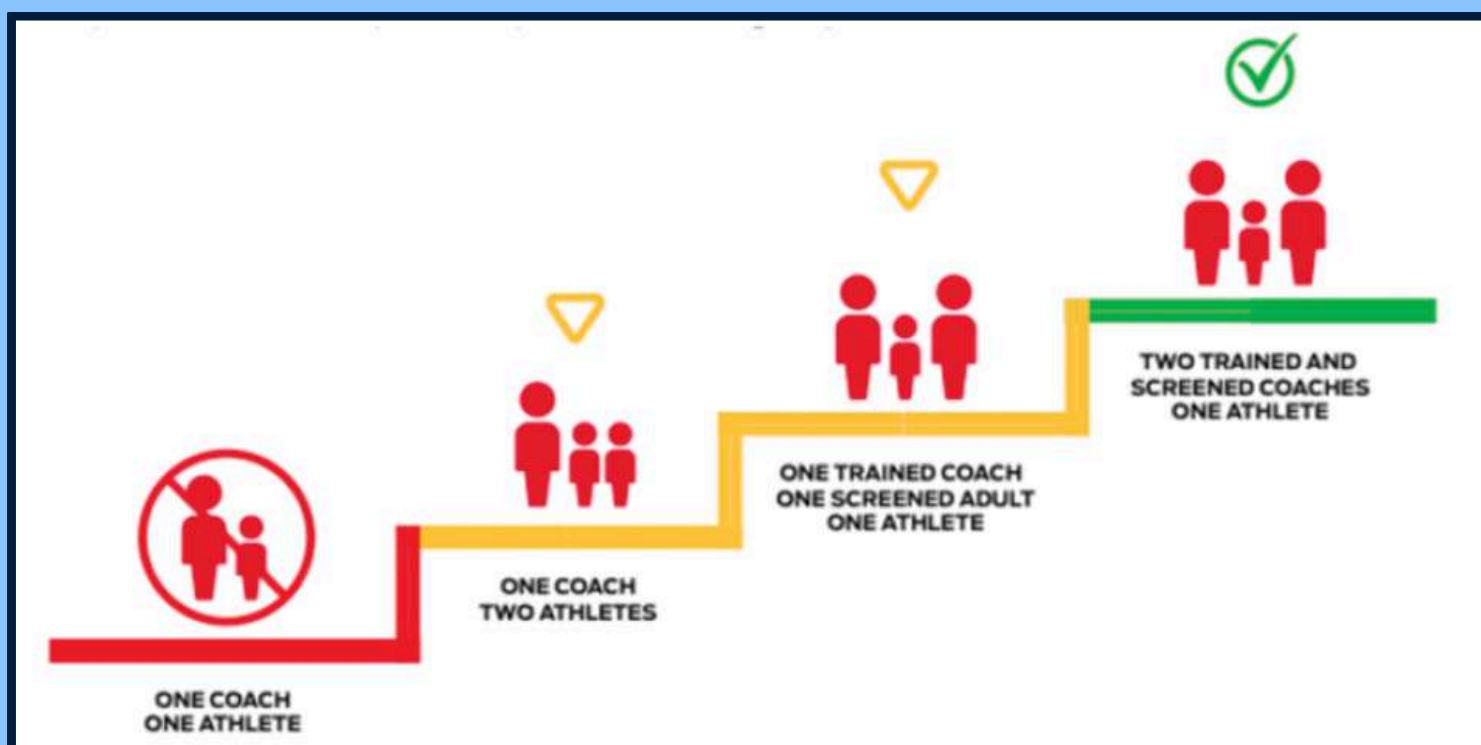 ONE COACH
ONE ATHLETE
ONE COACH
TWO ATHLETES
ONE TRAINED COACH
ONE SCREENED ADULT
ONE ATHLETE
TWO TRAINED AND
SCREENED COACHES
ONE ATHLETE